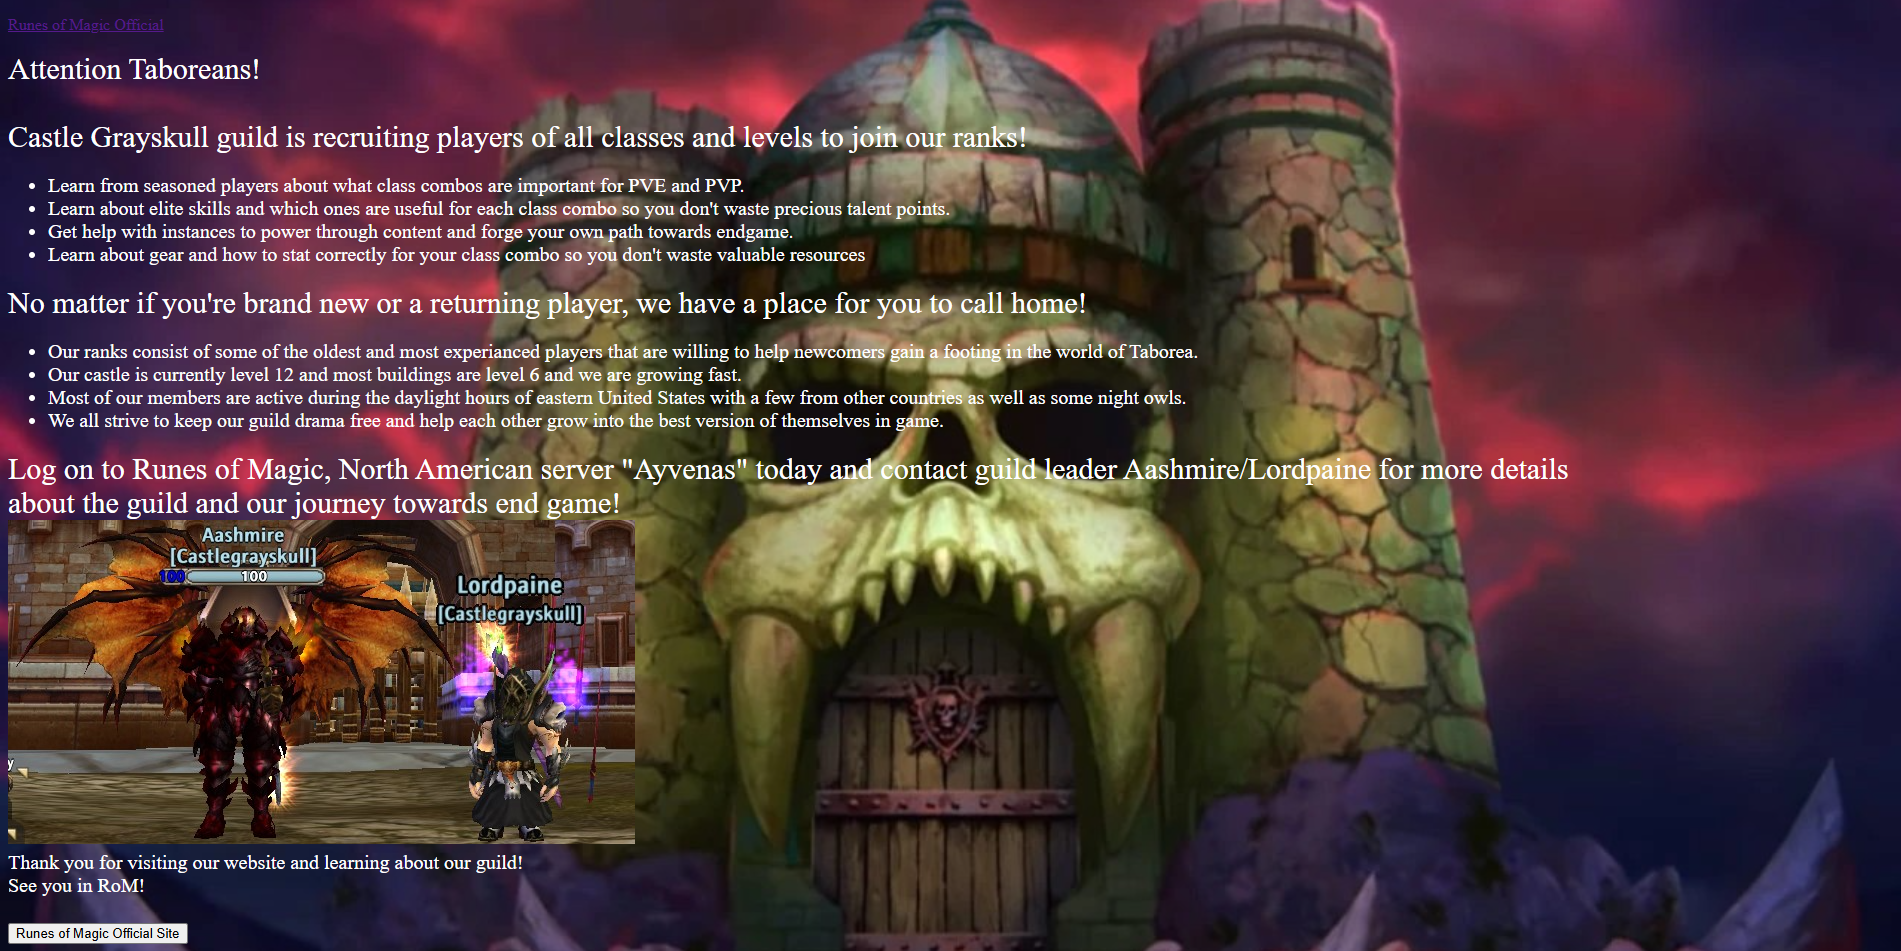 Runes of Magic Official
Attention Taboreans!
Castle Grayskull guild is recruiting players of all classes and levels to join our ranks!
Learn from seasoned players about what class combos are important for PVE and PVP.
Learn about elite skills and which ones are useful for each class combo so you don't waste precious talent points.
Get help with instances to power through content and forge your own path towards endgame.
Learn about gear and how to stat correctly for your class combo so you don't waste valuable resources
No matter if you're brand new or a returning player, we have a place for you to call home!
Our ranks consist of some of the oldest and most experianced players that are willing to help newcomers gain a footing in the world of Taborea.
Our castle is currently level 12 and most buildings are level 6 and we are growing fast.
Most of our members are active during the daylight hours of eastern United States with a few from other countries as well as some night owls.
We all strive to keep our guild drama free and help each other grow into the best version of themselves in game.
Log on to Runes of Magic, North American server "Ayvenas" today and contact guild leader Aashmire/Lordpaine for more details
about the guild and our journey towards end game!
Aashmire
[Castlegrayskull]
100 100
Lordpaine
[Castlegrayskull]
y
Thank you for visiting our website and learning about our guild!
See you in RoM!
Runes of Magic Official Site